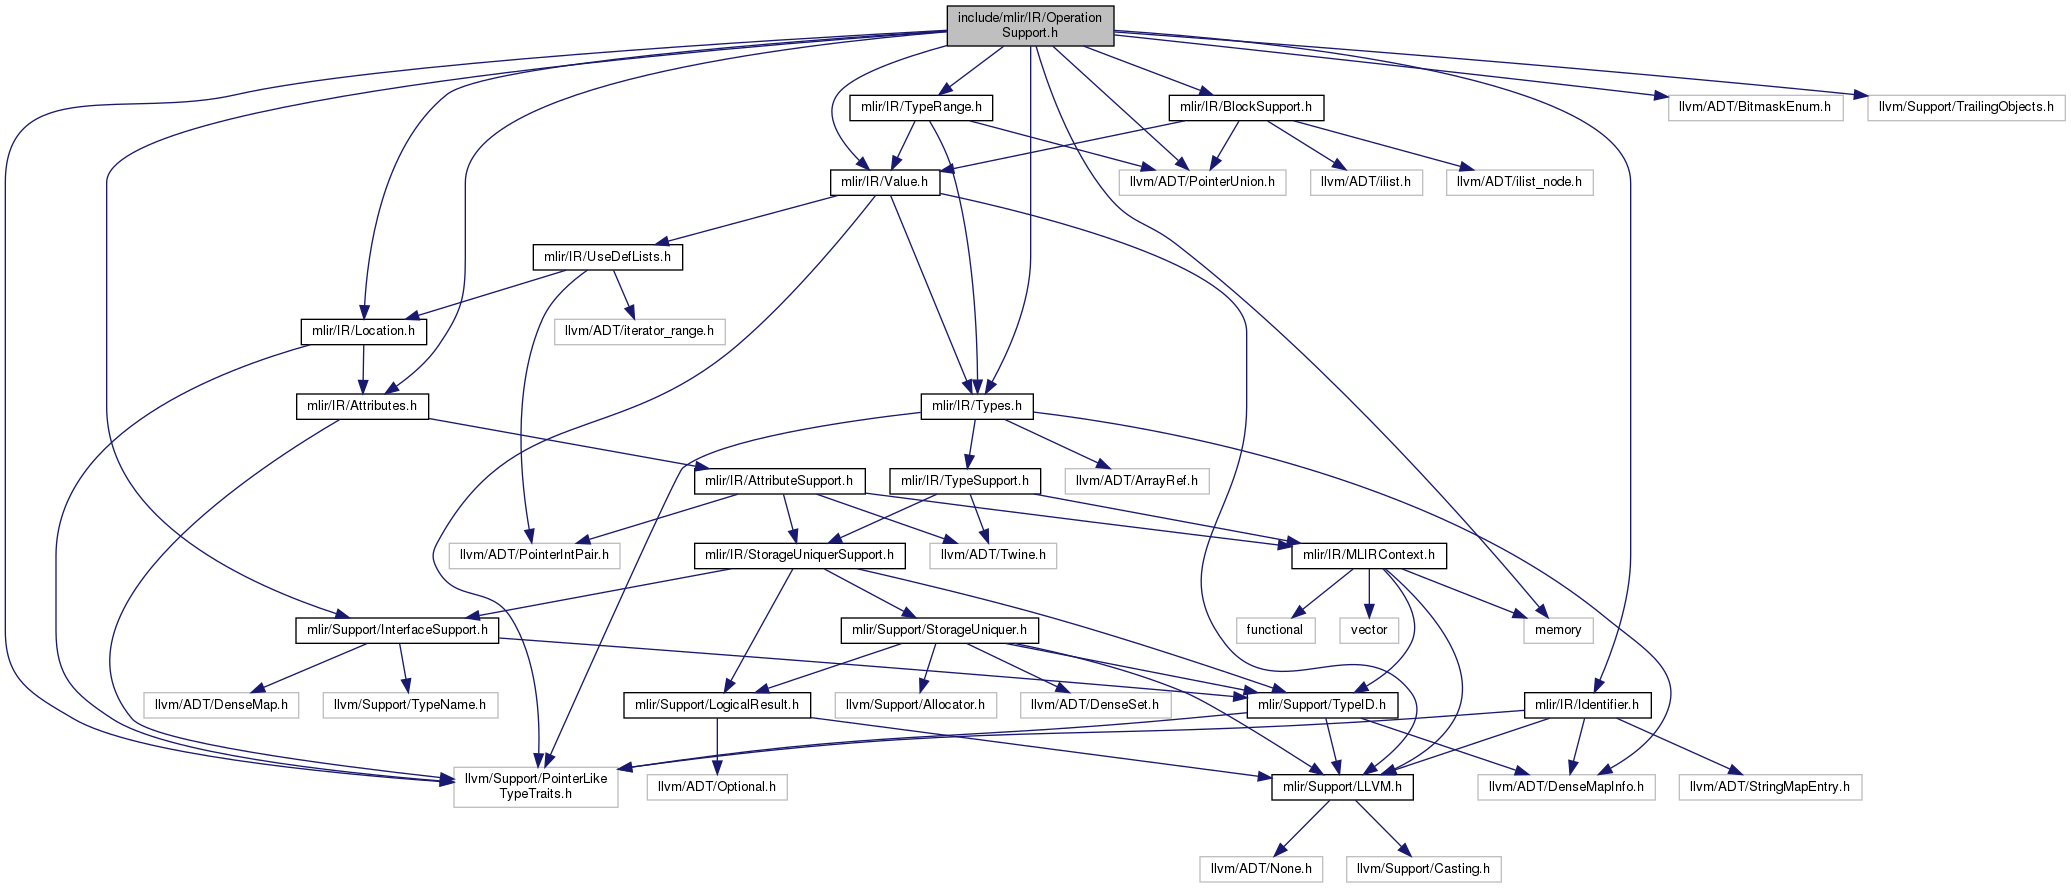 include/mlir/IR/Operation
Support.h
mlir/IR/TypeRange.h
mlir/IR/BlockSupport.h
llvm/ADT/BitmaskEnum.h
llvm/Support/TrailingObjects.h
mlir/IR/Value.h
llvm/ADT/PointerUnion.h
llvm/ADT/ilist.h
llvm/ADT/ilist_node.h
mlir/IR/UseDefLists.h
mlir/IR/Location.h
llvm/ADT/iterator_range.h
mlir/IR/Attributes.h
mlir/IR/Types.h
mlir/IR/AttributeSupport.h
mlir/IR/TypeSupport.h
llvm/ADT/ArrayRef.h
llvm/ADT/PointerIntPair.h
mlir/IR/StorageUniquerSupport.h
llvm/ADT/Twine.h
mlir/IR/MLIRContext.h
mlir/Support/InterfaceSupport.h
mlir/Support/StorageUniquer.h
functional
vector
memory
llvm/ADT/DenseMap.h
llvm/Support/TypeName.h
mlir/Support/LogicalResult.h
llvm/Support/Allocator.h
llvm/ADT/DenseSet.h
mlir/Support/TypeID.h
mlir/IR/Identifier.h
llvm/Support/PointerLike
TypeTraits.h
llvm/ADT/Optional.h
mlir/Support/LLVM.h
llvm/ADT/DenseMapInfo.h
llvm/ADT/StringMapEntry.h
llvm/ADT/None.h
llvm/Support/Casting.h